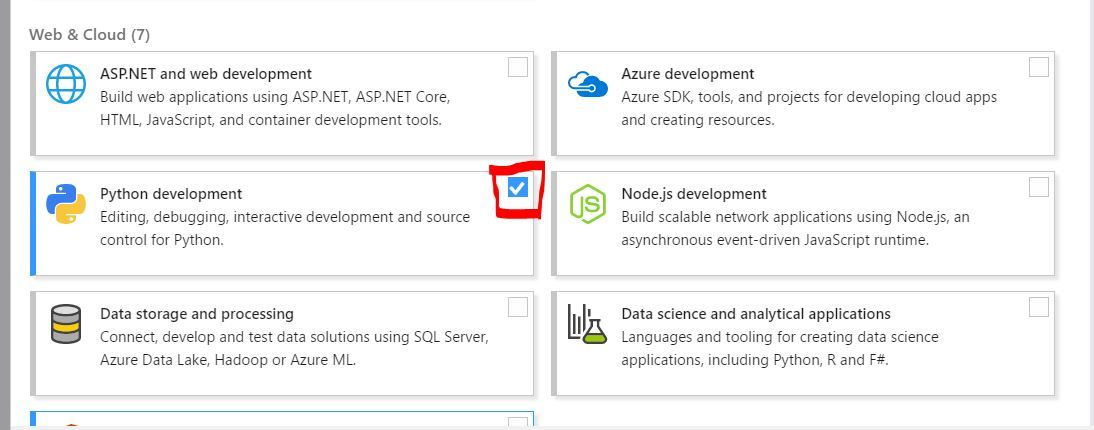 Web & Cloud (7)
ASP.NET and web development
Build web applications using ASP.NET, ASP.NET Core,
HTML, JavaScript, and container development tools.
Azure development
Azure SDK, tools, and projects for developing cloud apps
and creating resources.
Python development
Editing, debugging, interactive development and source
control for Python.
Node.js development
Build scalable network applications using Node.js, an
asynchronous event-driven JavaScript runtime.
JS
Data storage and processing
Connect, develop and test data solutions using SQL Server,
Azure Data Lake, Hadoop or Azure ML.
Data science and analytical applications
Languages and tooling for creating data science
applications, including Python, R and F#.